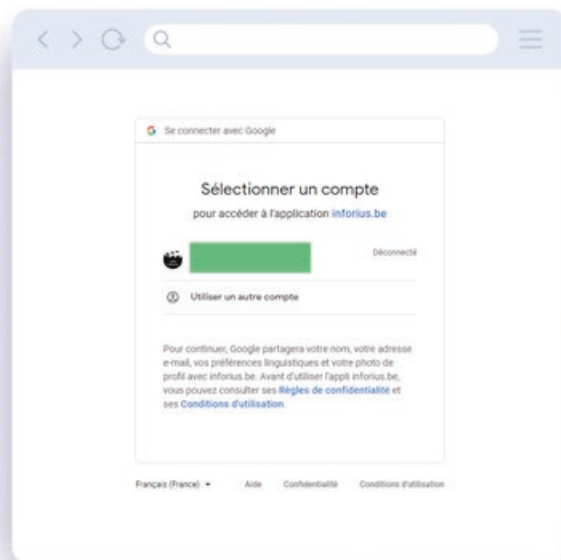 Se connecter avec Google
Sélectionner un compte
pour accéder à l'application inforius.be
Déconnecté
Utiliser un autre compte
Pour continuer, Google partagera votre nom, votre adresse
e-mail, vos préférences linguistiques et votre photo de
profil avec inforius.be. Avant d'utiliser l'appli inforius.be,
vous pouvez consulter ses Règles de confidentialité et
ses Conditions d'utilisation.
Français (France) Aide Confidentialité Conditions d'utilisation